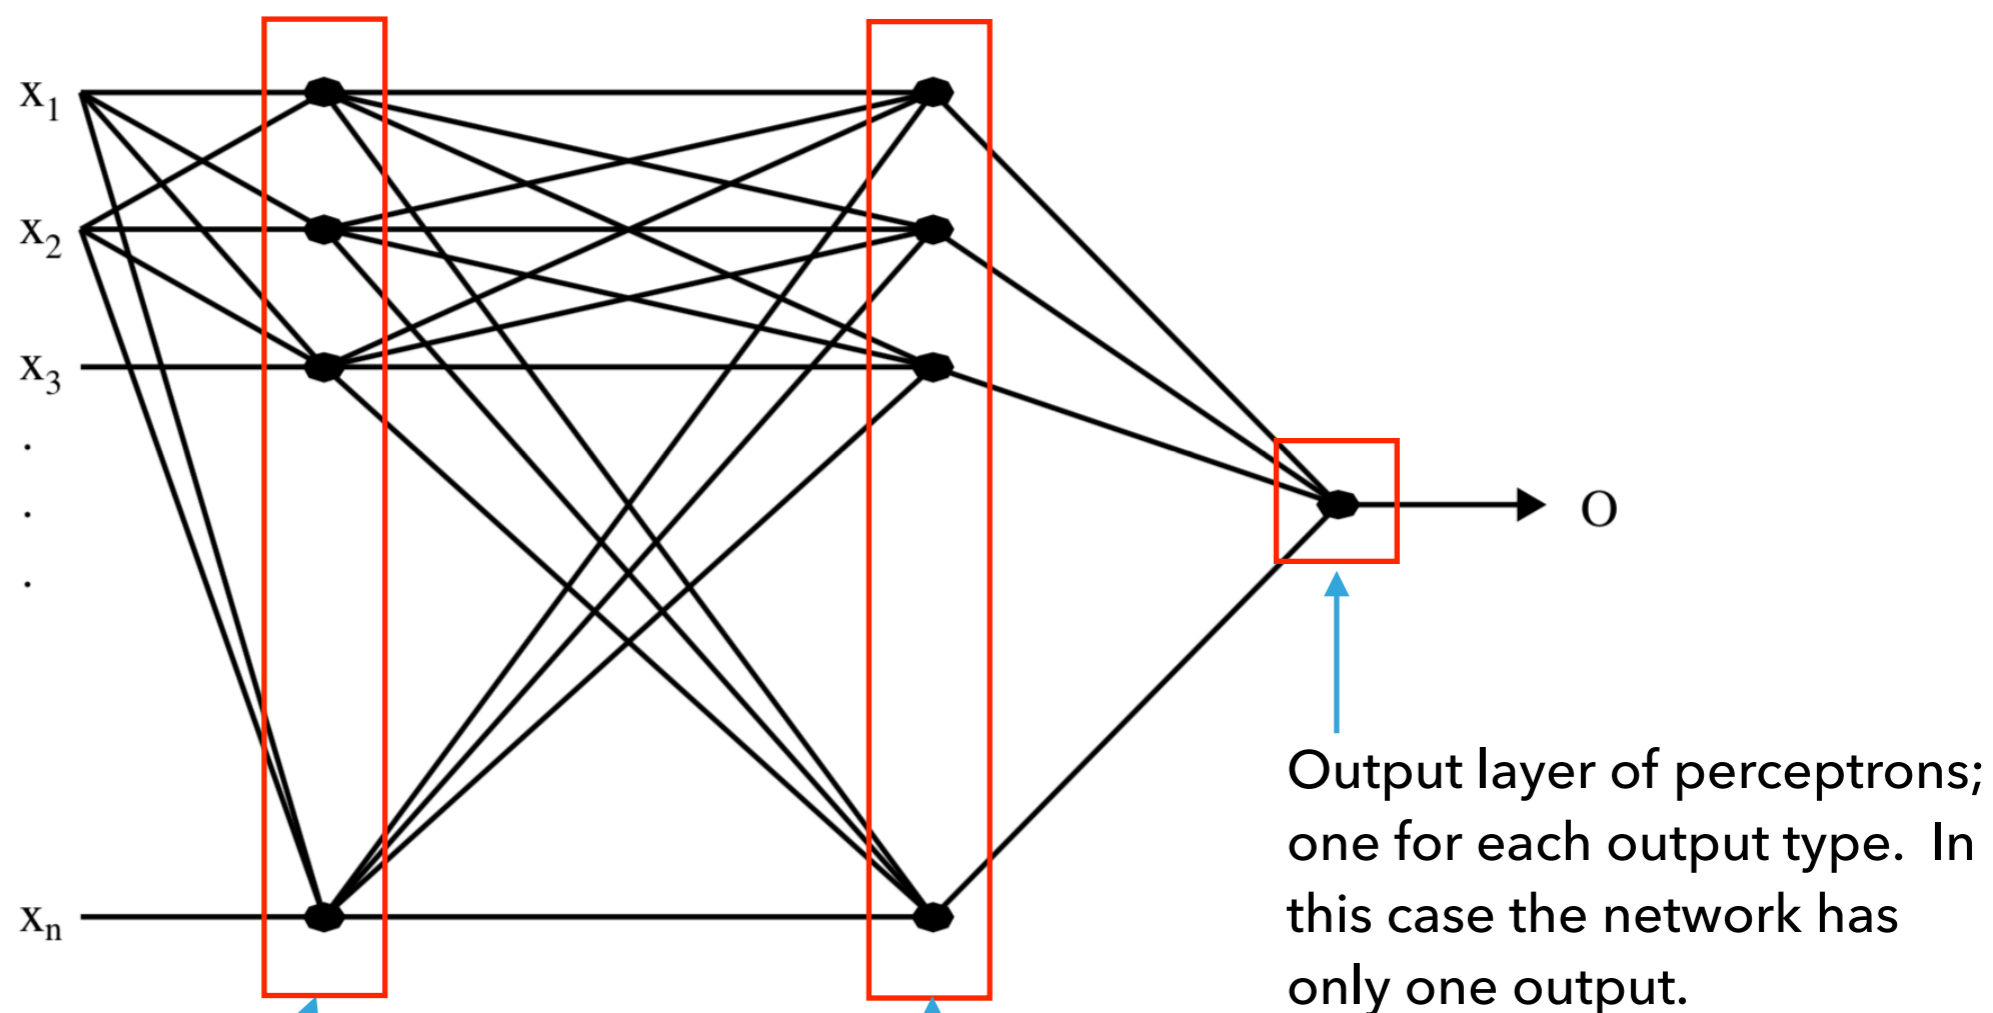 x₁
x₂
x₃
.
.
.
xₙ
O
Output layer of perceptrons;
one for each output type. In
this case the network has
only one output.